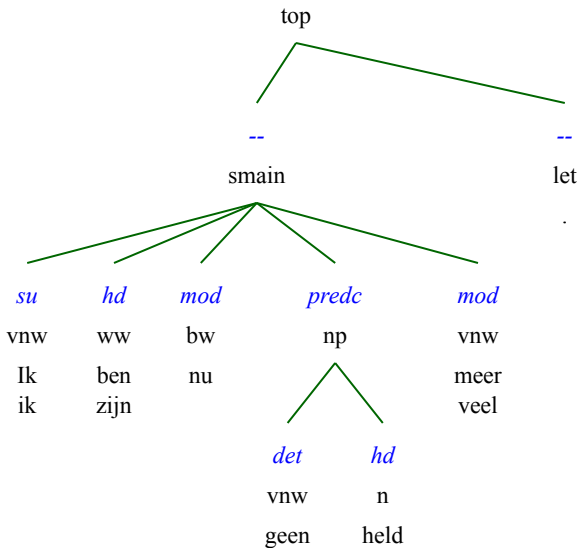 top
-- --
smain let
.
su hd mod predc mod
vnw ww bw np vnw
Ik ben nu meer
ik zijn veel
det hd
vnw n
geen held